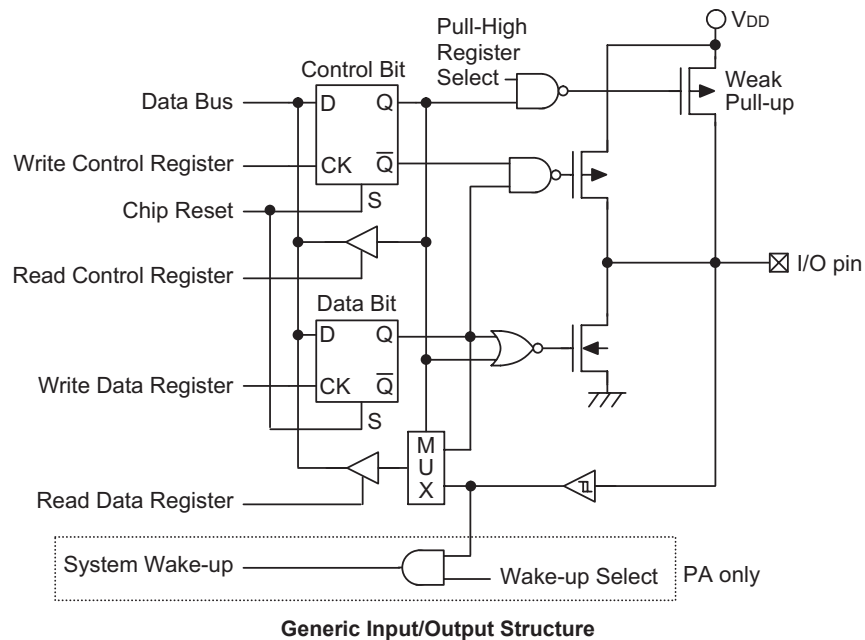 VDD
Pull-High
Register
Select
Control Bit
Weak
Pull-up
Data Bus
D Q
Write Control Register
CK Q̅
Chip Reset
S
I/O pin
Read Control Register
Data Bit
D Q
Write Data Register
CK Q̅
S
M
U
X
Read Data Register
System Wake-up
Wake-up Select
PA only
Generic Input/Output Structure